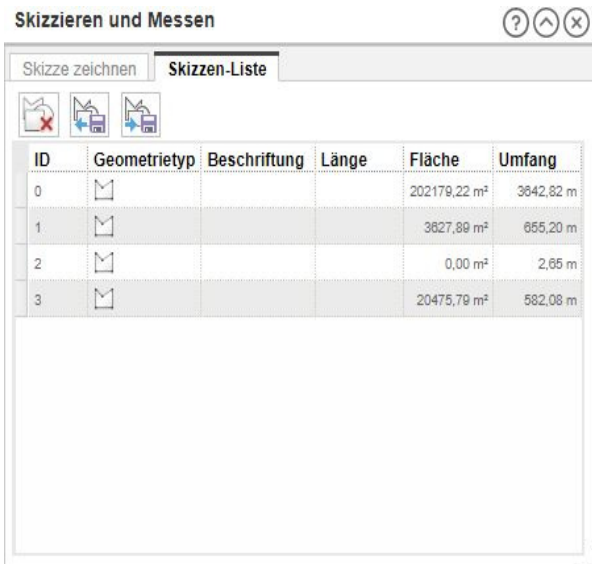 Skizzieren und Messen ? 
Skizze zeichnen Skizzen-Liste
ID Geometrietyp Beschriftung Länge Fläche Umfang
0 202179,22 m² 3642,82 m
1 3627,89 m² 655,20 m
2 0,00 m² 2,65 m
3 20475,79 m² 582,08 m